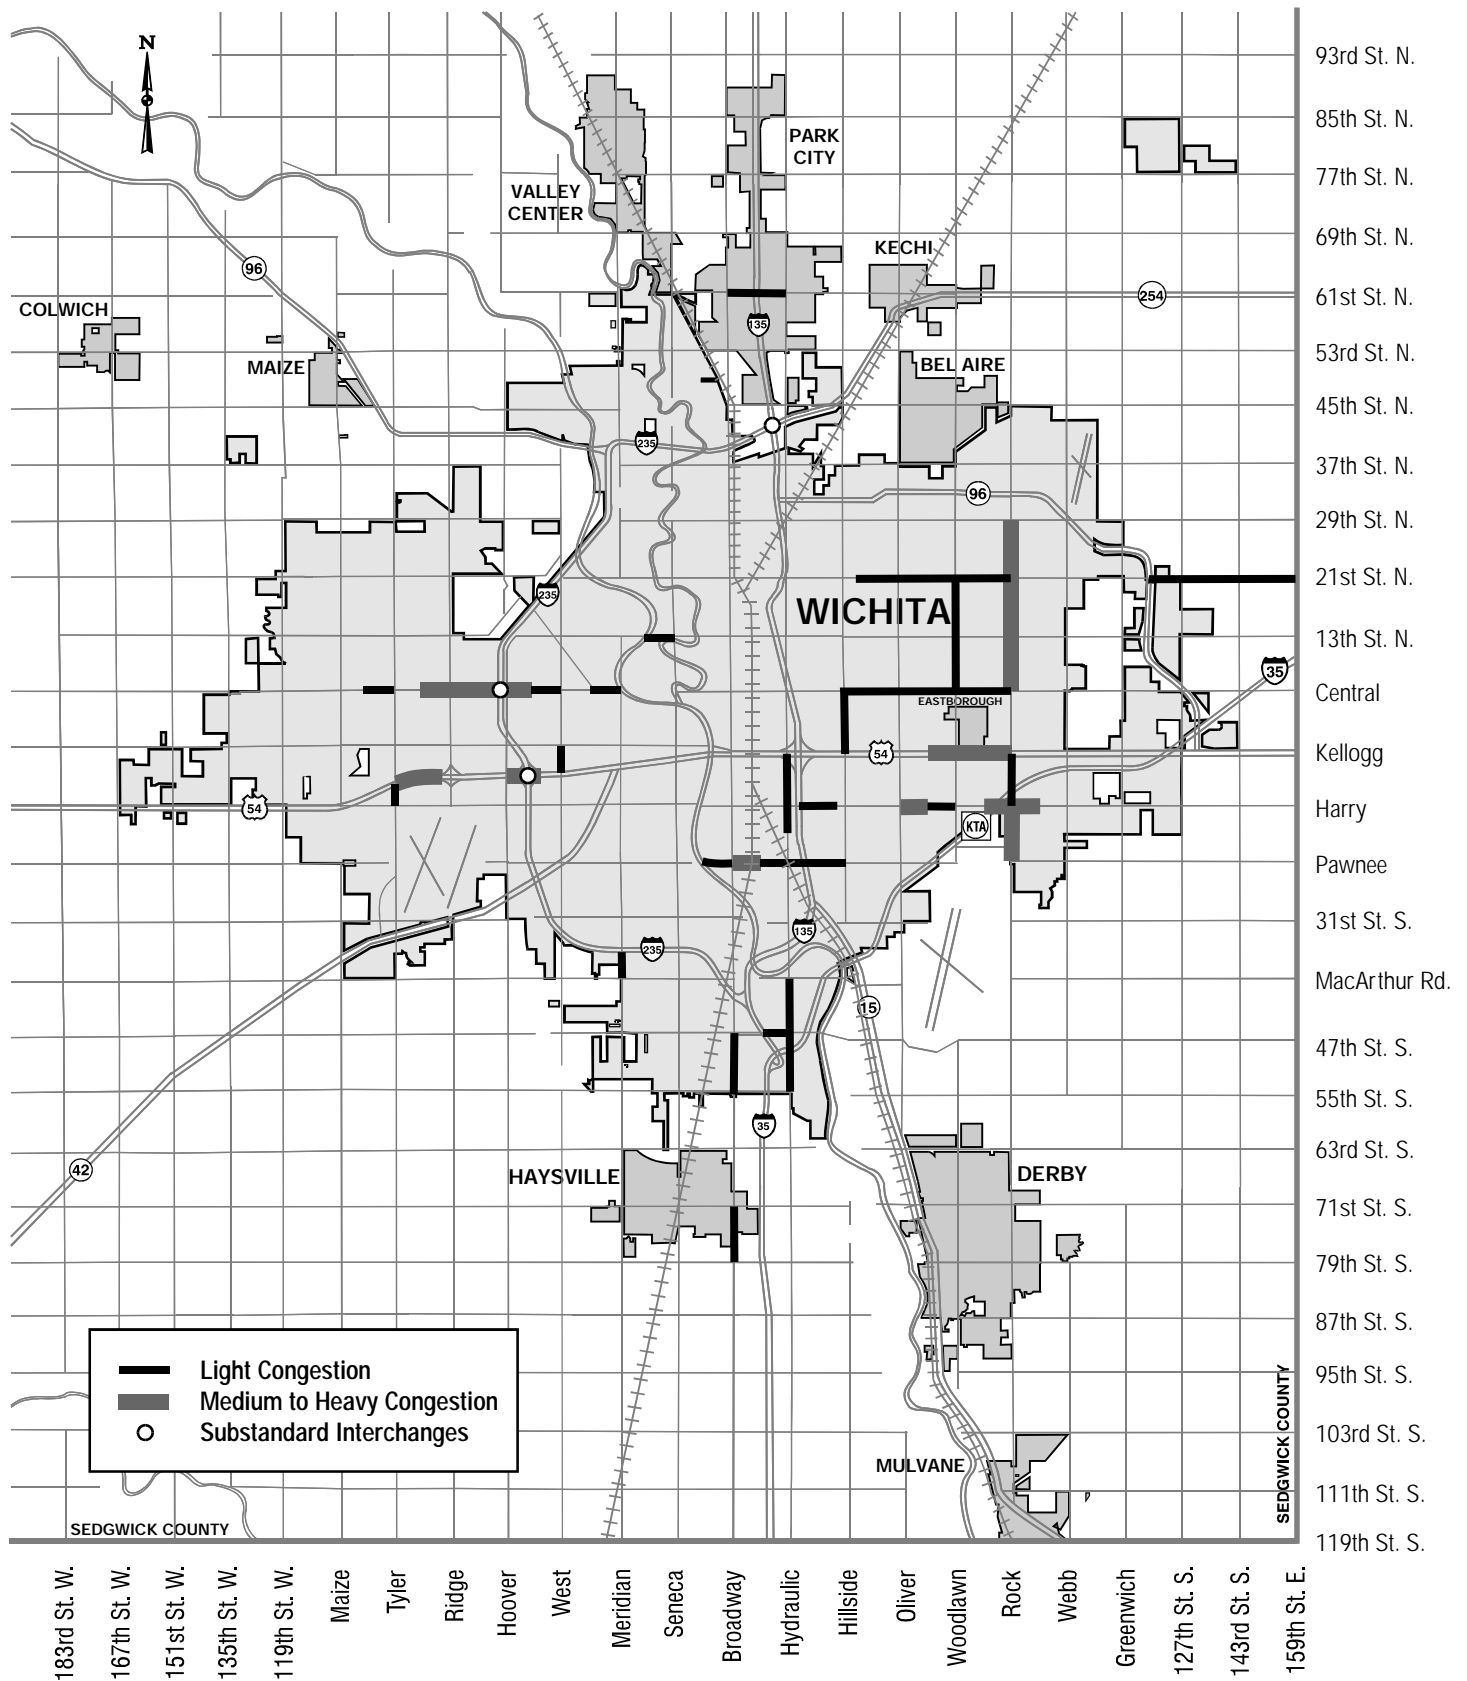 N
93rd St. N.
85th St. N.
PARK
CITY
77th St. N.
VALLEY
CENTER
69th St. N.
KECHI
96
254
61st St. N.
COLWICH
135
53rd St. N.
MAIZE
BEL AIRE
45th St. N.
235
37th St. N.
96
29th St. N.
21st St. N.
235
WICHITA
13th St. N.
35
Central
EASTBOROUGH
54
Kellogg
54
Harry
KTA
Pawnee
31st St. S.
135
235
MacArthur Rd.
15
47th St. S.
55th St. S.
35
63rd St. S.
42
HAYSVILLE
DERBY
71st St. S.
79th St. S.
87th St. S.
Light Congestion
Medium to Heavy Congestion
Substandard Interchanges
95th St. S.
SEDGWICK COUNTY
103rd St. S.
MULVANE
111th St. S.
SEDGWICK COUNTY
119th St. S.
183rd St. W.
167th St. W.
151st St. W.
135th St. W.
119th St. W.
Maize
Tyler
Ridge
Hoover
West
Meridian
Seneca
Broadway
Hydraulic
Hillside
Oliver
Woodlawn
Rock
Webb
Greenwich
127th St. S.
143rd St. S.
159th St. E.